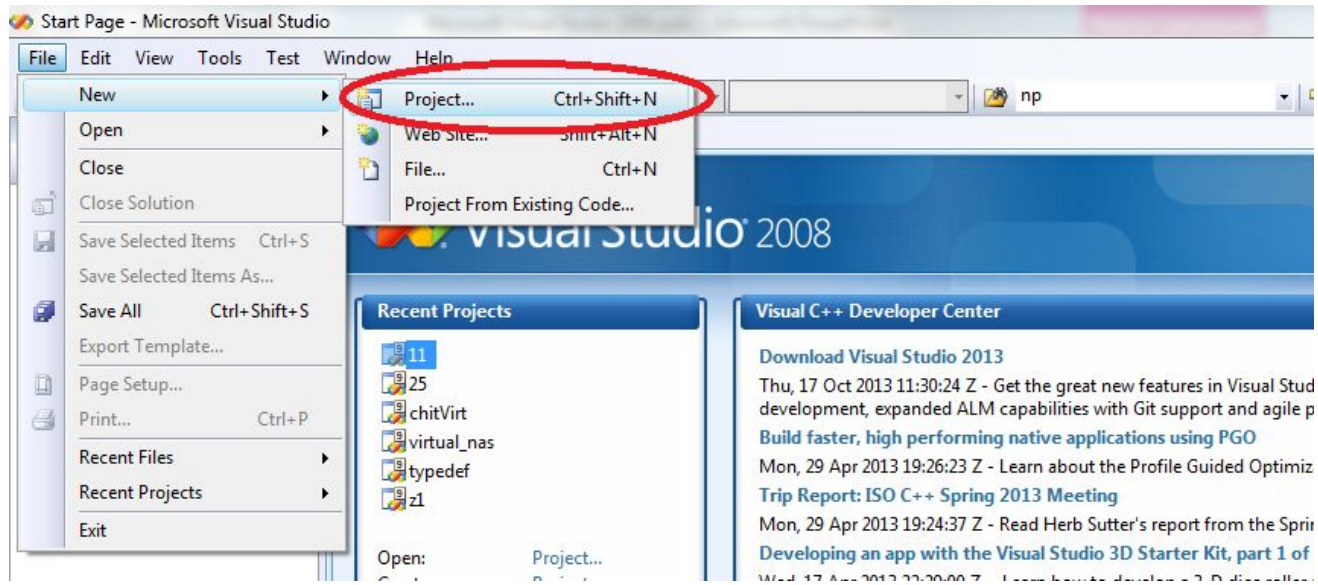 Start Page - Microsoft Visual Studio
File Edit View Tools Test Window Help
New
Project... Ctrl+Shift+N
np
Open
Web Site... Shift+Alt+N
Close
File... Ctrl+N
Close Solution
Project From Existing Code...
Save Selected Items Ctrl+S
Visual Studio 2008
Save Selected Items As...
Save All Ctrl+Shift+S
Export Template...
Page Setup...
Print... Ctrl+P
Recent Files
Recent Projects
Exit
Recent Projects
11
25
chitVirt
virtual_nas
typedef
z1
Open: Project...
Visual C++ Developer Center
Download Visual Studio 2013
Thu, 17 Oct 2013 11:30:24 Z - Get the great new features in Visual Stud
development, expanded ALM capabilities with Git support and agile p
Build faster, high performing native applications using PGO
Mon, 29 Apr 2013 19:26:23 Z - Learn about the Profile Guided Optimiz
Trip Report: ISO C++ Spring 2013 Meeting
Mon, 29 Apr 2013 19:24:37 Z - Read Herb Sutter's report from the Sprin
Developing an app with the Visual Studio 3D Starter Kit, part 1 of